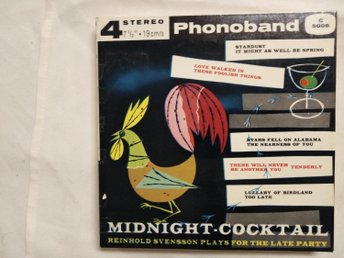 4 STEREO
7½" • 19 cm/s
Phonoband
C
5006
STARDUST
IT MIGHT AS WELL BE SPRING
LOVE WALKED IN
THESE FOOLISH THINGS
STARS FELL ON ALABAMA
THE NEARNESS OF YOU
THERE WILL NEVER
BE ANOTHER YOU TENDERLY
LULLABY OF BIRDLAND
TOO LATE
MIDNIGHT-COCKTAIL
REINHOLD SVENSSON PLAYS FOR THE LATE PARTY